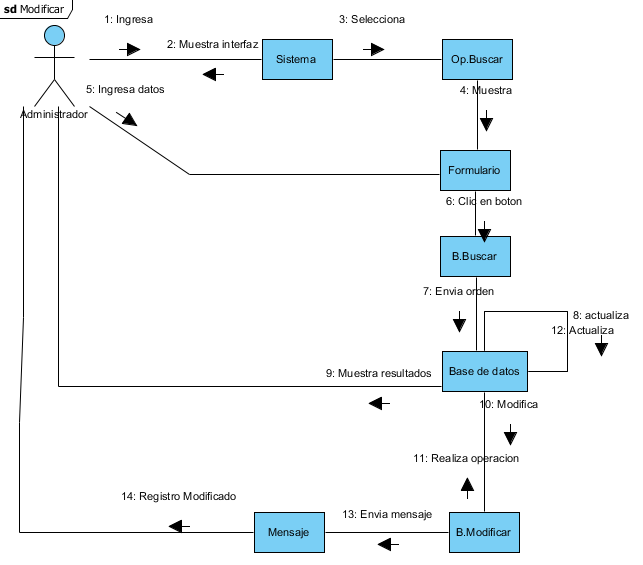 sd Modificar
1: Ingresa
3: Selecciona
2: Muestra interfaz
Sistema
Op.Buscar
5: Ingresa datos
4: Muestra
Administrador
Formulario
6: Clic en boton
B.Buscar
7: Envia orden
8: actualiza
12: Actualiza
9: Muestra resultados
Base de datos
10: Modifica
11: Realiza operacion
14: Registro Modificado
13: Envia mensaje
Mensaje
B.Modificar